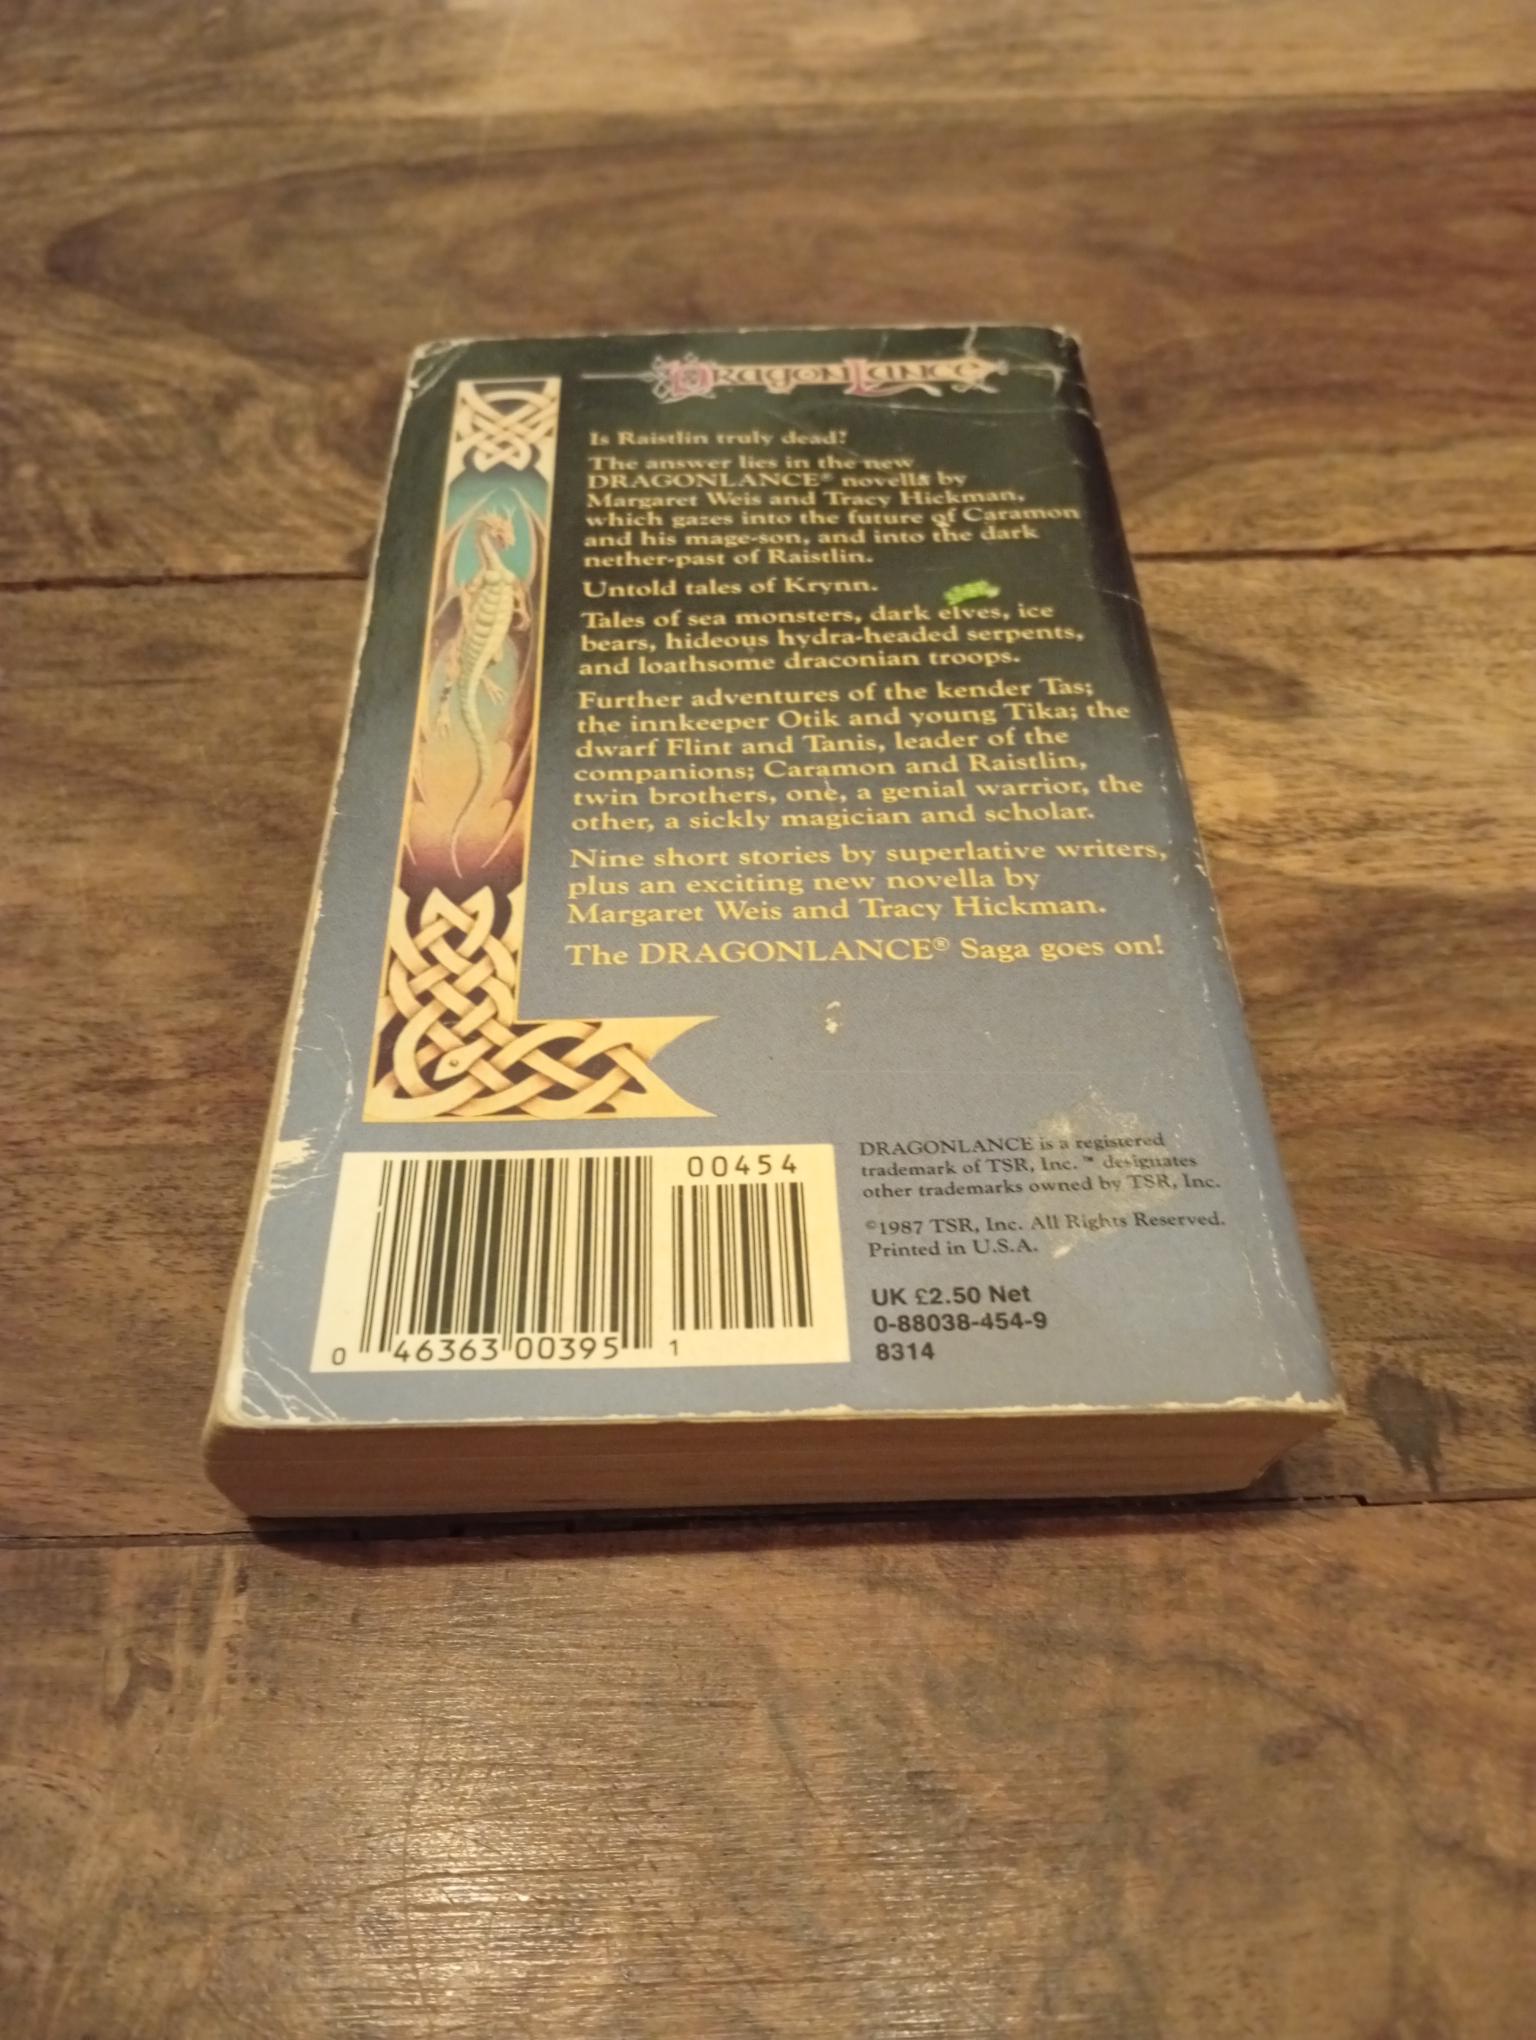 DRAGONLANCE
Is Raistlin truly dead?
The answer lies in the new
DRAGONLANCE® novella by
Margaret Weis and Tracy Hickman,
which gazes into the future of Caramon
and his mage-son, and into the dark
nether-past of Raistlin.
Untold tales of Krynn.
Tales of sea monsters, dark elves, ice
bears, hideous hydra-headed serpents,
and loathsome draconian troops.
Further adventures of the kender Tas;
the innkeeper Otik and young Tika; the
dwarf Flint and Tanis, leader of the
companions; Caramon and Raistlin,
twin brothers, one, a genial warrior, the
other, a sickly magician and scholar.
Nine short stories by superlative writers,
plus an exciting new novella by
Margaret Weis and Tracy Hickman.
The DRAGONLANCE® Saga goes on!
00454
0 46363 00395 1
DRAGONLANCE is a registered
trademark of TSR, Inc. ™ designates
other trademarks owned by TSR, Inc.
©1987 TSR, Inc. All Rights Reserved.
Printed in U.S.A.
UK £2.50 Net
0-88038-454-9
8314